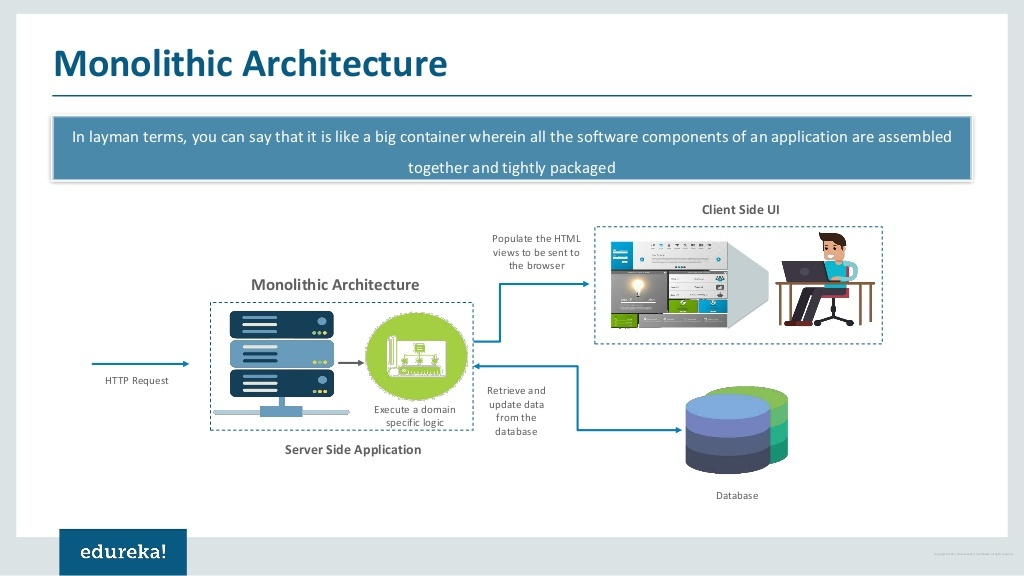 Monolithic Architecture
In layman terms, you can say that it is like a big container wherein all the software components of an application are assembled
together and tightly packaged
Client Side UI
Populate the HTML
views to be sent to
the browser
Monolithic Architecture
HTTP Request
Execute a domain
specific logic
Retrieve and
update data
from the
database
Server Side Application
Database
edureka!